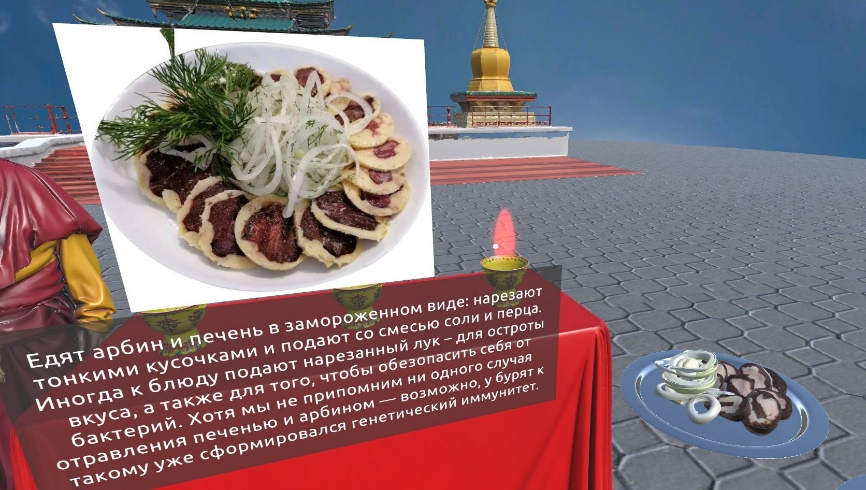 Едят арбин и печень в замороженном виде: нарезают
тонкими кусочками и подают со смесью соли и перца.
Иногда к блюду подают нарезанный лук – для остроты
вкуса, а также для того, чтобы обезопасить себя от
бактерий. Хотя мы не припомним ни одного случая
отравления печенью и арбином — возможно, у бурят к
такому уже сформировался генетический иммунитет.